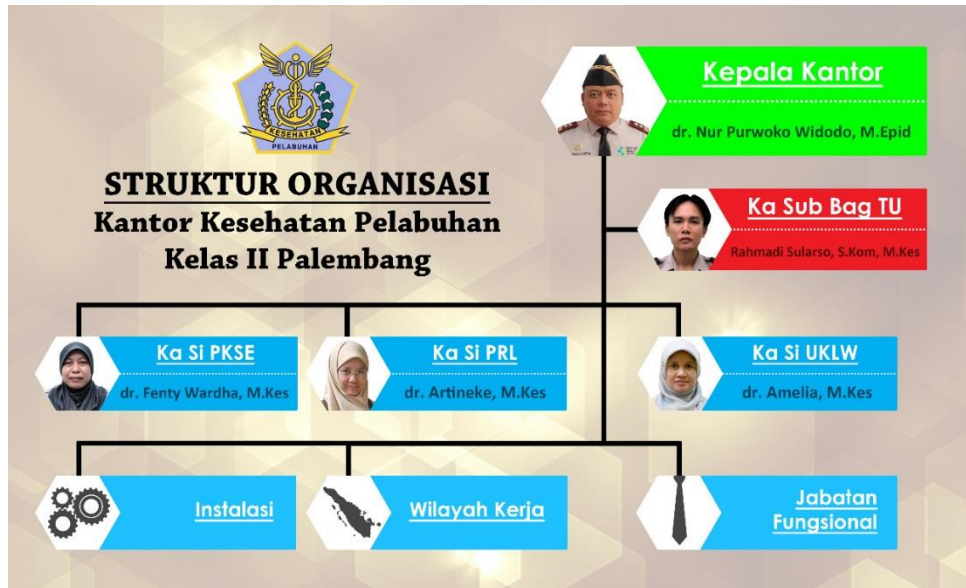 KESEHATAN
PELABUHAN
STRUKTUR ORGANISASI
Kantor Kesehatan Pelabuhan
Kelas II Palembang
Kepala Kantor
dr. Nur Purwoko Widodo, M.Epid
Ka Sub Bag TU
Rahmadi Sularso, S.Kom, M.Kes
Ka Si PKSE
dr. Fenty Wardha, M.Kes
Ka Si PRL
dr. Artineke, M.Kes
Ka Si UKLW
dr. Amelia, M.Kes
Instalasi
Wilayah Kerja
Jabatan
Fungsional